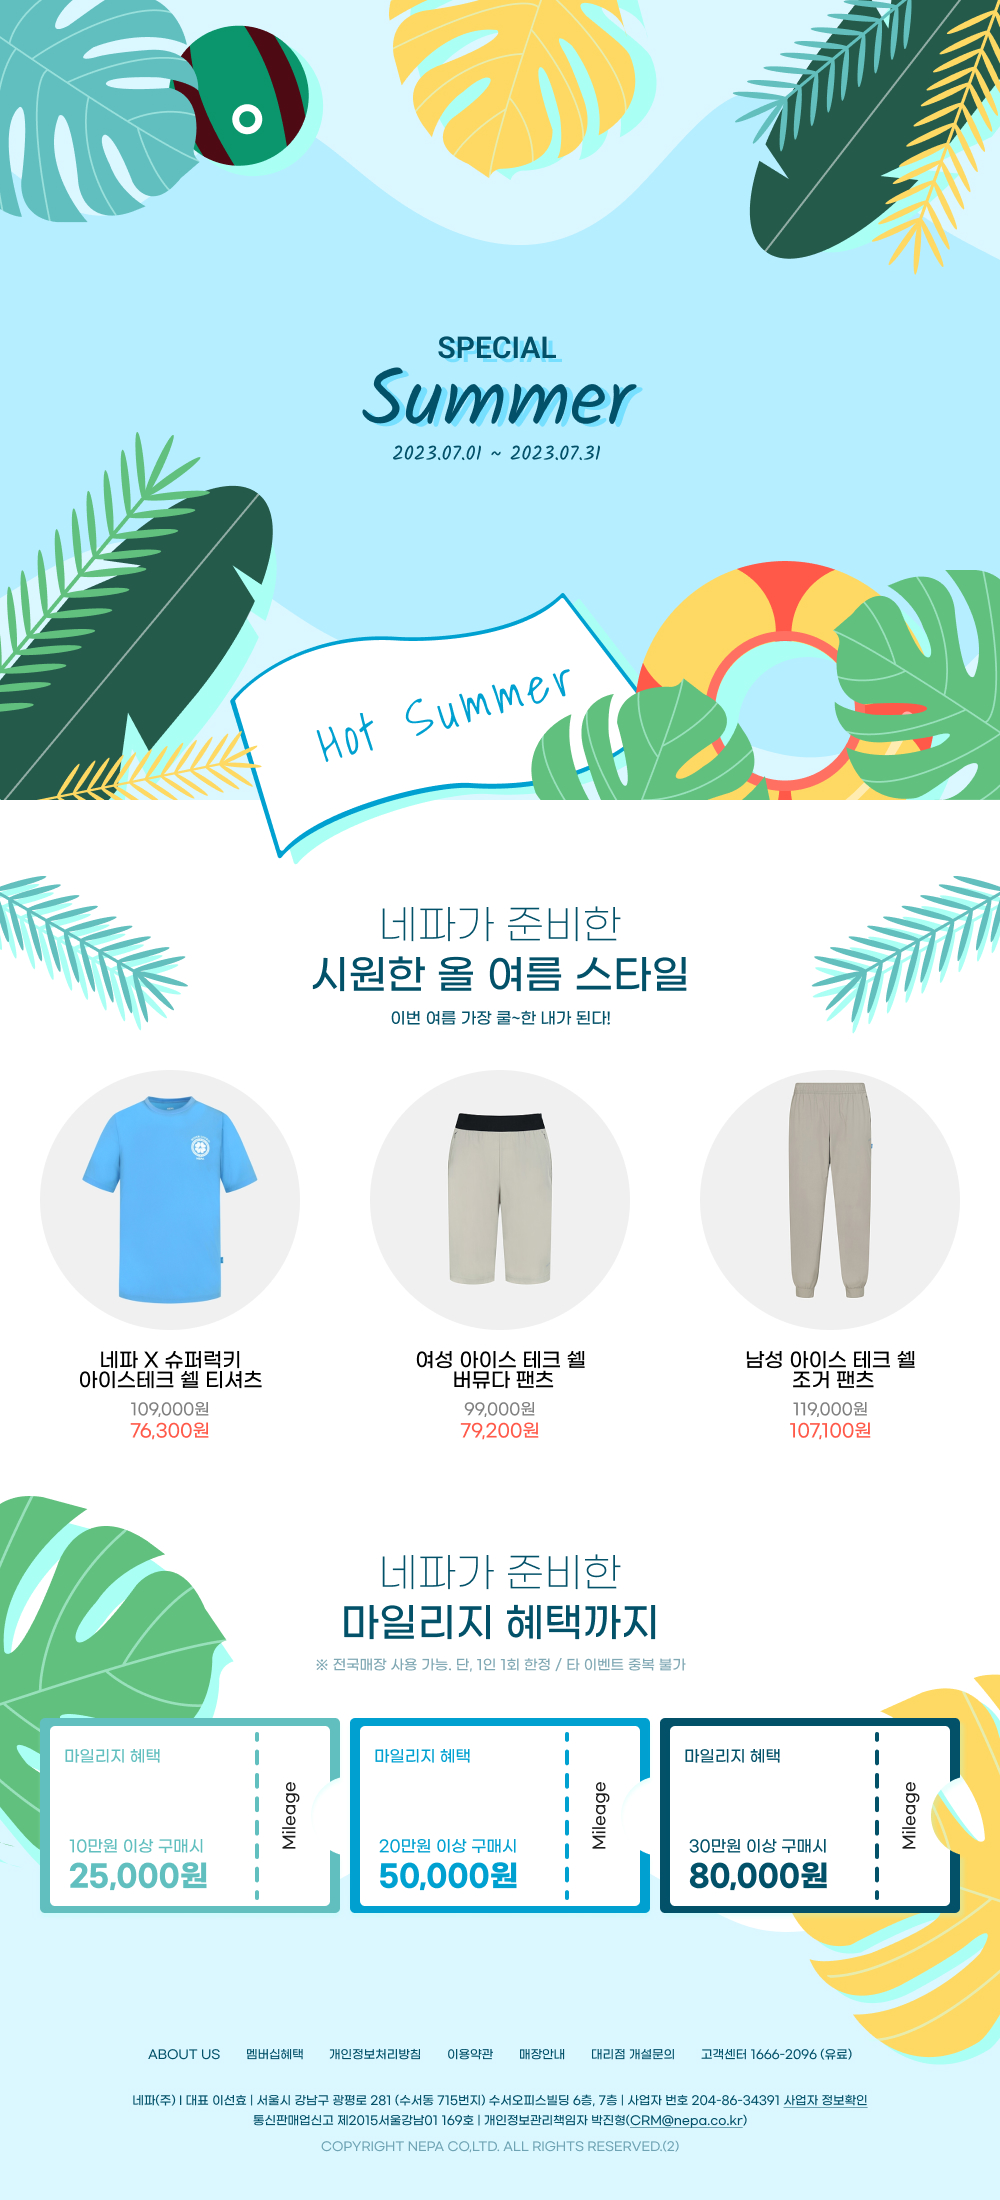 SPECIAL
Summer
2023.07.01 ~ 2023.07.31
Hot Summer
네파가 준비한
시원한 올 여름 스타일
이번 여름 가장 쿨~한 내가 된다!
네파 X 슈퍼럭키
아이스테크 쉘 티셔츠
109,000원
76,300원
여성 아이스 테크 쉘
버뮤다 팬츠
99,000원
79,200원
남성 아이스 테크 쉘
조거 팬츠
119,000원
107,100원
네파가 준비한
마일리지 혜택까지
※ 전국매장 사용 가능. 단, 1인 1회 한정 / 타 이벤트 중복 불가
마일리지 혜택
10만원 이상 구매시
25,000원
Mileage
마일리지 혜택
20만원 이상 구매시
50,000원
Mileage
마일리지 혜택
30만원 이상 구매시
80,000원
Mileage
ABOUT US 멤버십혜택 개인정보처리방침 이용약관 매장안내 대리점 개설문의 고객센터 1666-2096 (유료)
네파(주) I 대표 이선효 | 서울시 강남구 광평로 281 (수서동 715번지) 수서오피스빌딩 6층, 7층 | 사업자 번호 204-86-34391 사업자 정보확인
통신판매업신고 제2015서울강남01 169호 | 개인정보관리책임자 박진형(CRM@nepa.co.kr)
COPYRIGHT NEPA CO,LTD. ALL RIGHTS RESERVED.(2)